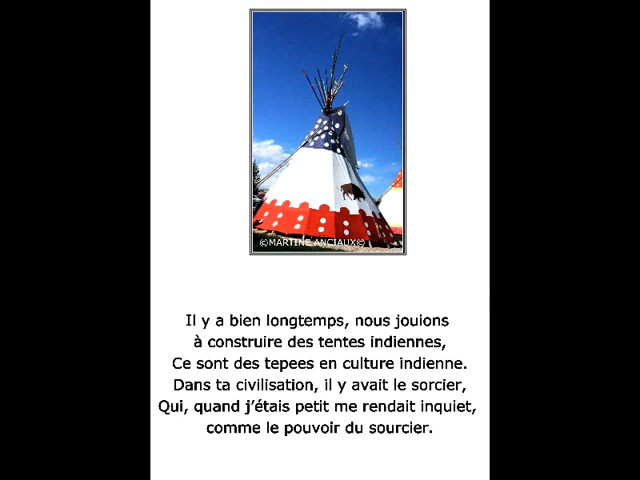 ©MARTINE ANCIAUX©
Il y a bien longtemps, nous jouions
à construire des tentes indiennes,
Ce sont des tepees en culture indienne.
Dans ta civilisation, il y avait le sorcier,
Qui, quand j'étais petit me rendait inquiet,
comme le pouvoir du sourcier.